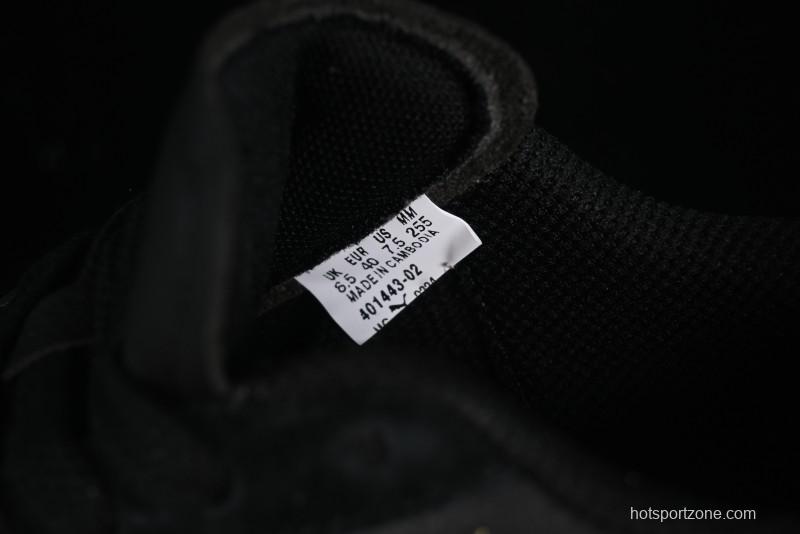 UK EUR US MM
6.5 40 7.5 255
MADE IN CAMBODIA
401443-02
hotsportzone.com